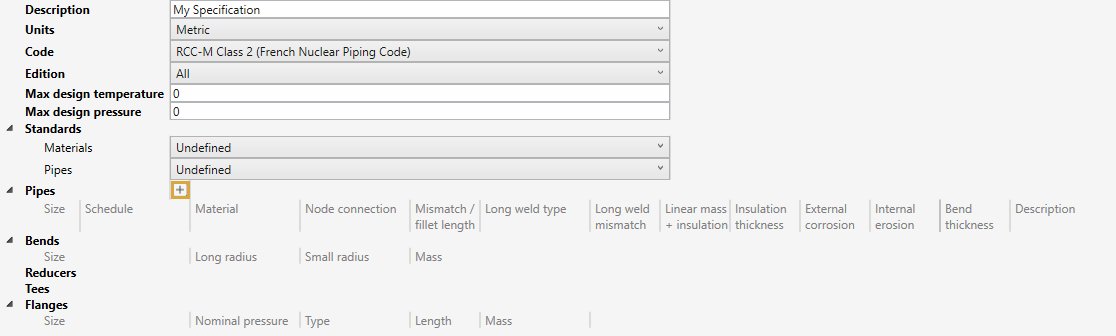 Description My Specification
Units Metric
Code RCC-M Class 2 (French Nuclear Piping Code)
Edition All
Max design temperature 0
Max design pressure 0
Standards
Materials Undefined
Pipes Undefined
Pipes +
Size Schedule Material Node connection Mismatch / Long weld type Long weld Linear mass Insulation External Internal Bend Description
fillet length mismatch + insulation thickness corrosion erosion thickness
Bends
Size Long radius Small radius Mass
Reducers
Tees
Flanges
Size Nominal pressure Type Length Mass